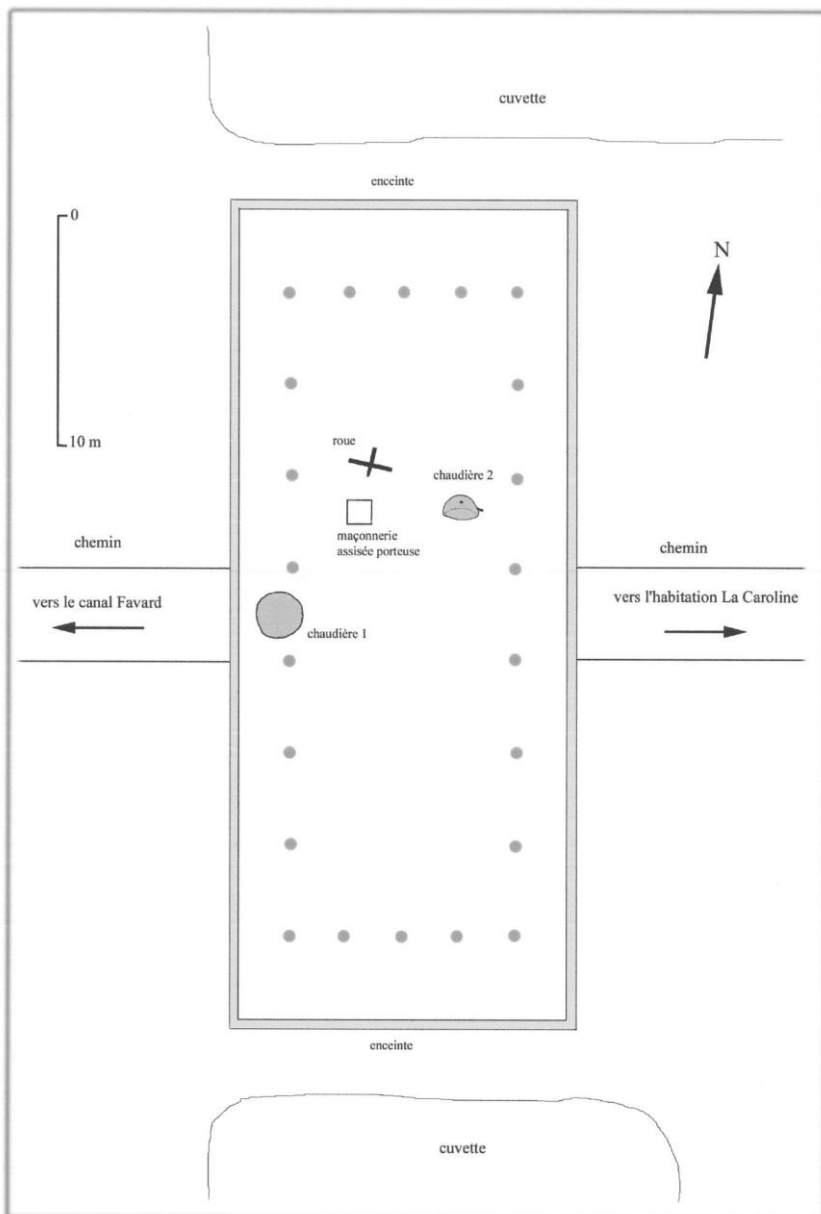 cuvette
enceinte
0
N
10 m
roue
chaudière 2
maçonnerie
assisée porteuse
chemin
chemin
vers le canal Favard
vers l'habitation La Caroline
chaudière 1
enceinte
cuvette